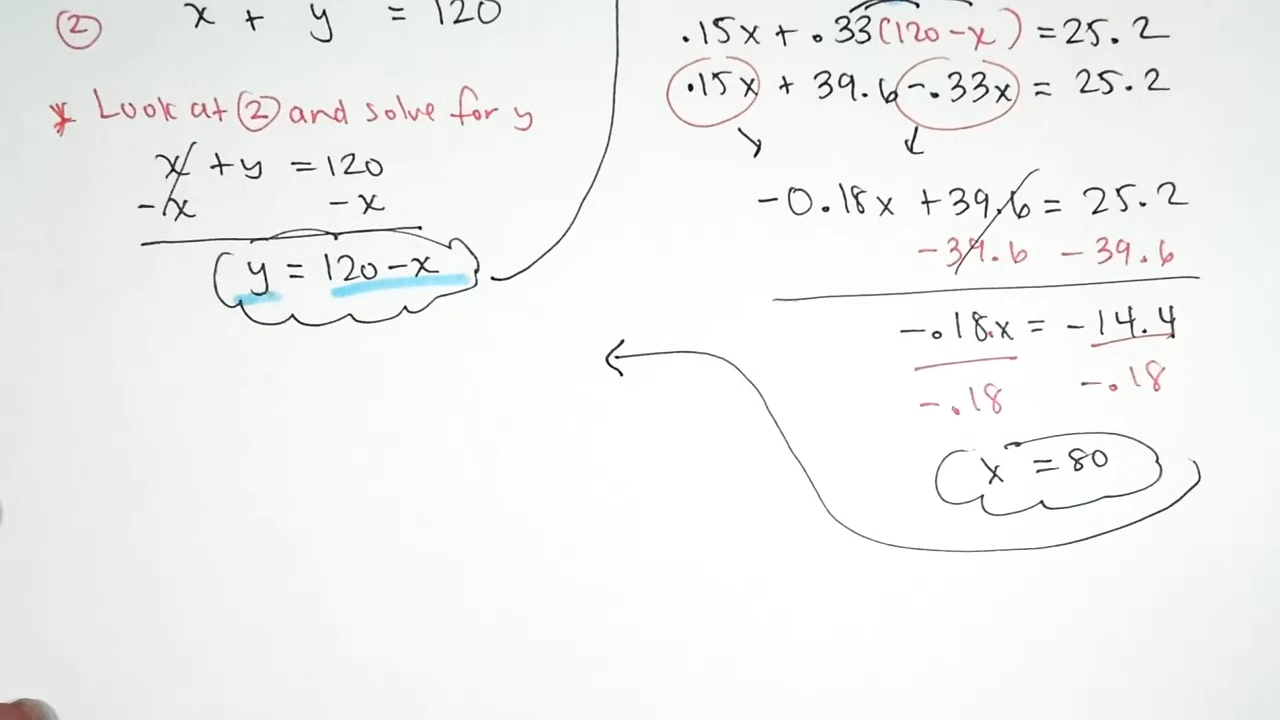 ② x + y = 120
* Look at ② and solve for y
x + y = 120
-x -x
y = 120 - x
.15x + .33(120-x) = 25.2
.15x + 39.6 -.33x = 25.2
-0.18x + 39.6 = 25.2
-39.6 -39.6
-.18x = -14.4
-.18 -.18
x = 80